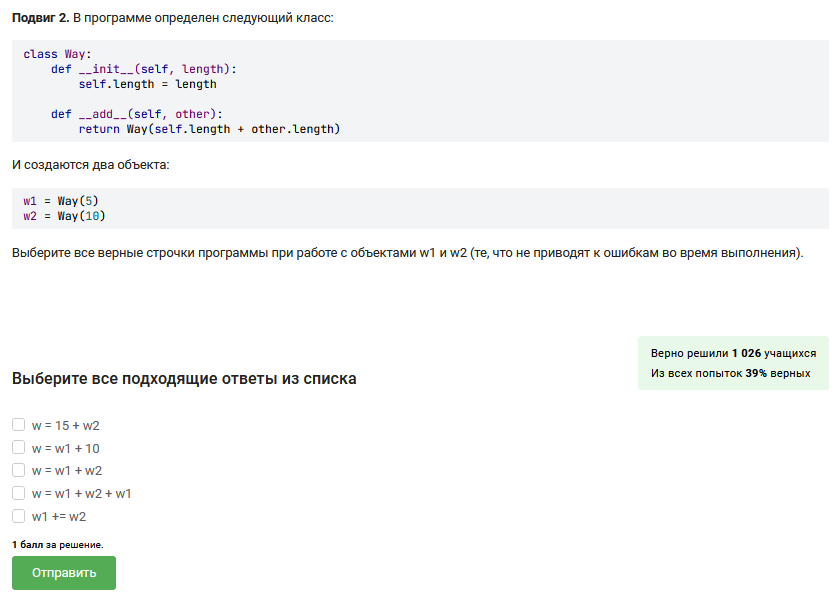 Подвиг 2. В программе определен следующий класс:
class Way:
    def __init__(self, length):
        self.length = length
    def __add__(self, other):
        return Way(self.length + other.length)
И создаются два объекта:
w1 = Way(5)
w2 = Way(10)
Выберите все верные строчки программы при работе с объектами w1 и w2 (те, что не приводят к ошибкам во время выполнения).
Верно решили 1 026 учащихся
Из всех попыток 39% верных
Выберите все подходящие ответы из списка
w = 15 + w2
w = w1 + 10
w = w1 + w2
w = w1 + w2 + w1
w1 += w2
1 балл за решение.
Отправить